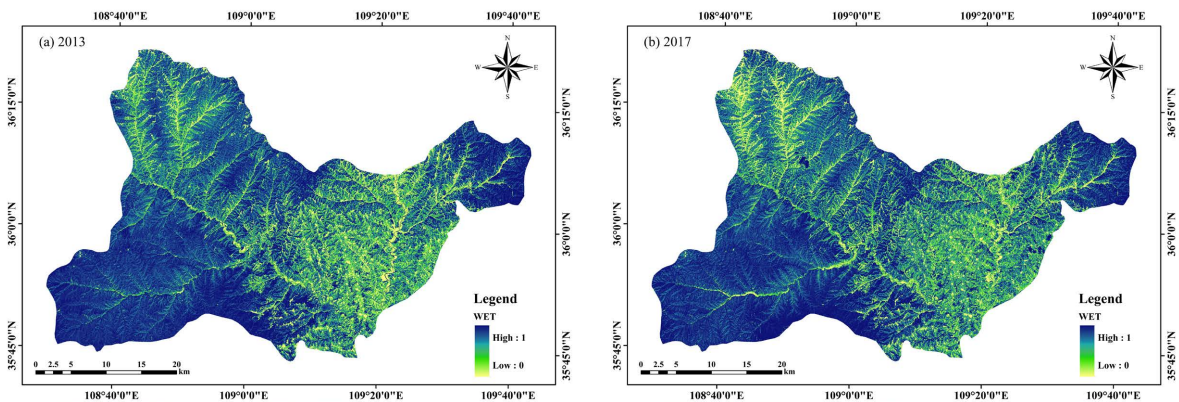 108°40'0"E 109°0'0"E 109°20'0"E 109°40'0"E
(a) 2013
N
W E
S
36°15'0"N 36°15'0"N
36°0'0"N 36°0'0"N
35°45'0"N 35°45'0"N
Legend
WET
High : 1
Low : 0
0 2.5 5 10 15 20
km
108°40'0"E 109°0'0"E 109°20'0"E
108°40'0"E 109°0'0"E 109°20'0"E 109°40'0"E
(b) 2017
N
W E
S
36°15'0"N 36°15'0"N
36°0'0"N 36°0'0"N
35°45'0"N 35°45'0"N
Legend
WET
High : 1
Low : 0
0 2.5 5 10 15 20
km
108°40'0"E 109°0'0"E 109°20'0"E 109°40'0"E